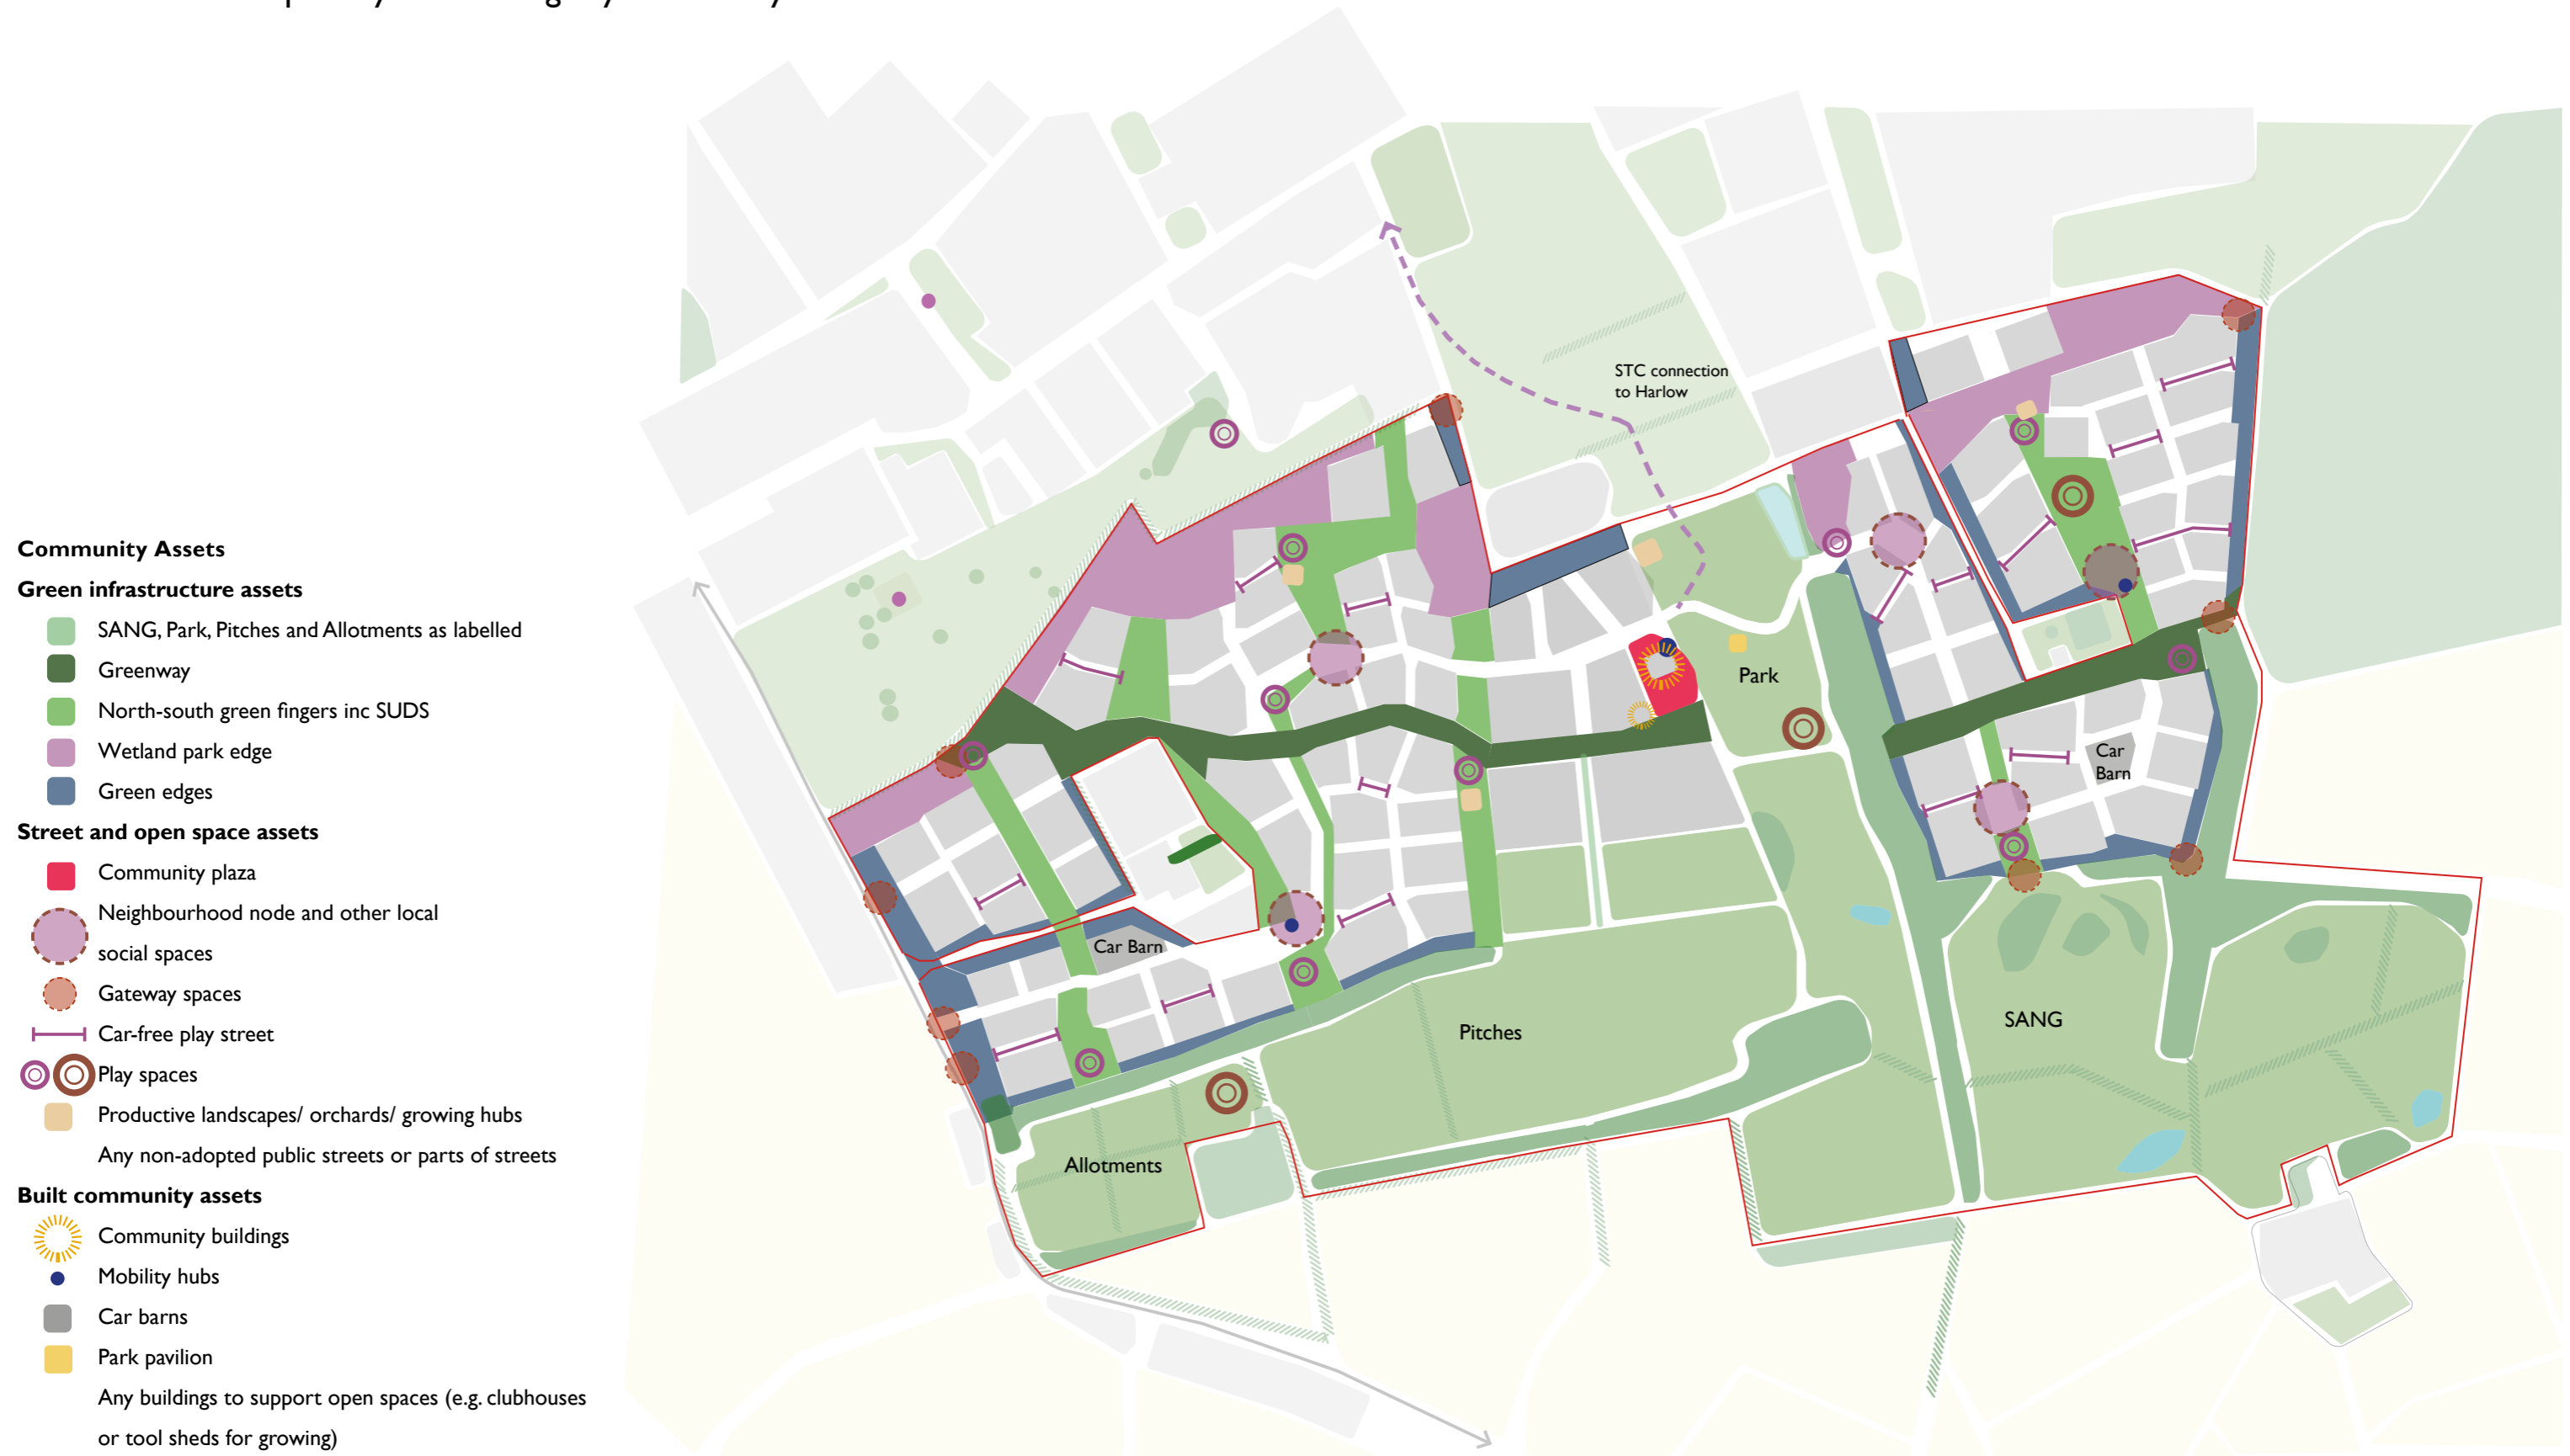 Community Assets
Green infrastructure assets
SANG, Park, Pitches and Allotments as labelled
Greenway
North-south green fingers inc SUDS
Wetland park edge
Green edges
Street and open space assets
Community plaza
Neighbourhood node and other local
social spaces
Gateway spaces
Car-free play street
Play spaces
Productive landscapes/ orchards/ growing hubs
Any non-adopted public streets or parts of streets
Built community assets
Community buildings
Mobility hubs
Car barns
Park pavilion
Any buildings to support open spaces (e.g. clubhouses
or tool sheds for growing)
STC connection
to Harlow
Park
Car
Barn
Car Barn
Pitches
SANG
Allotments